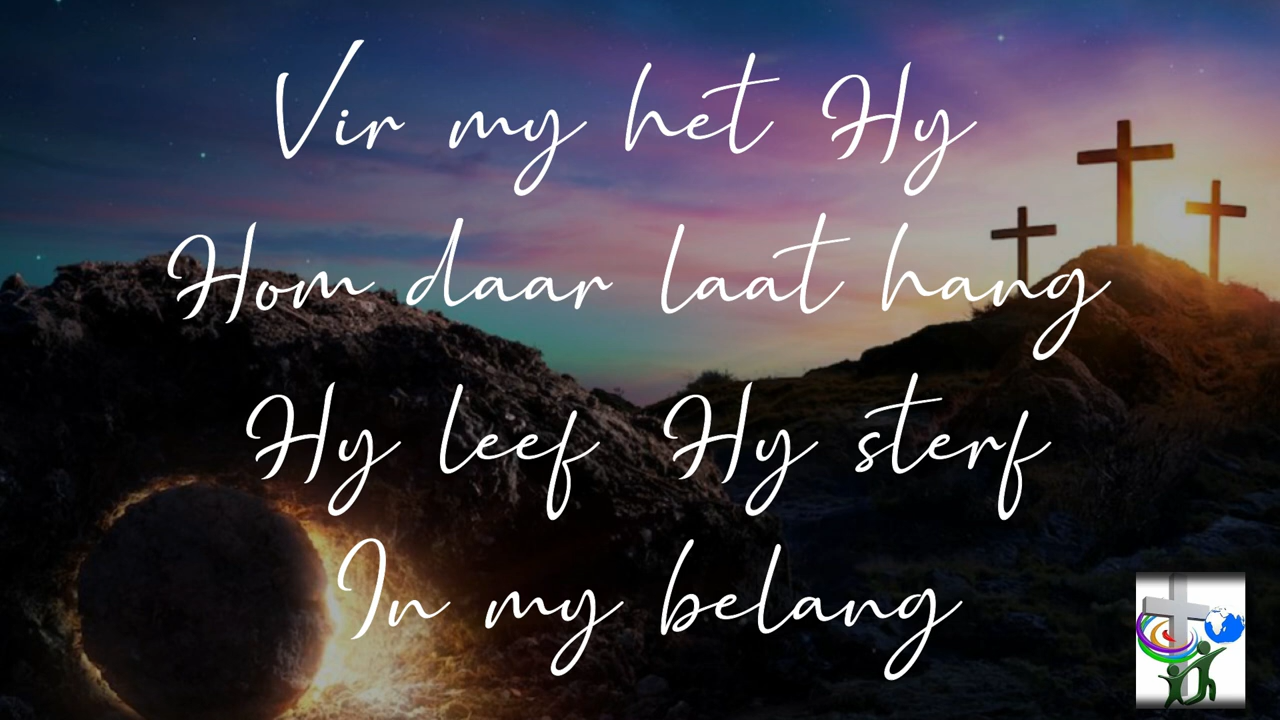 Vir my het Hy
Hom daar laat hang
Hy leef Hy sterf
In my belang